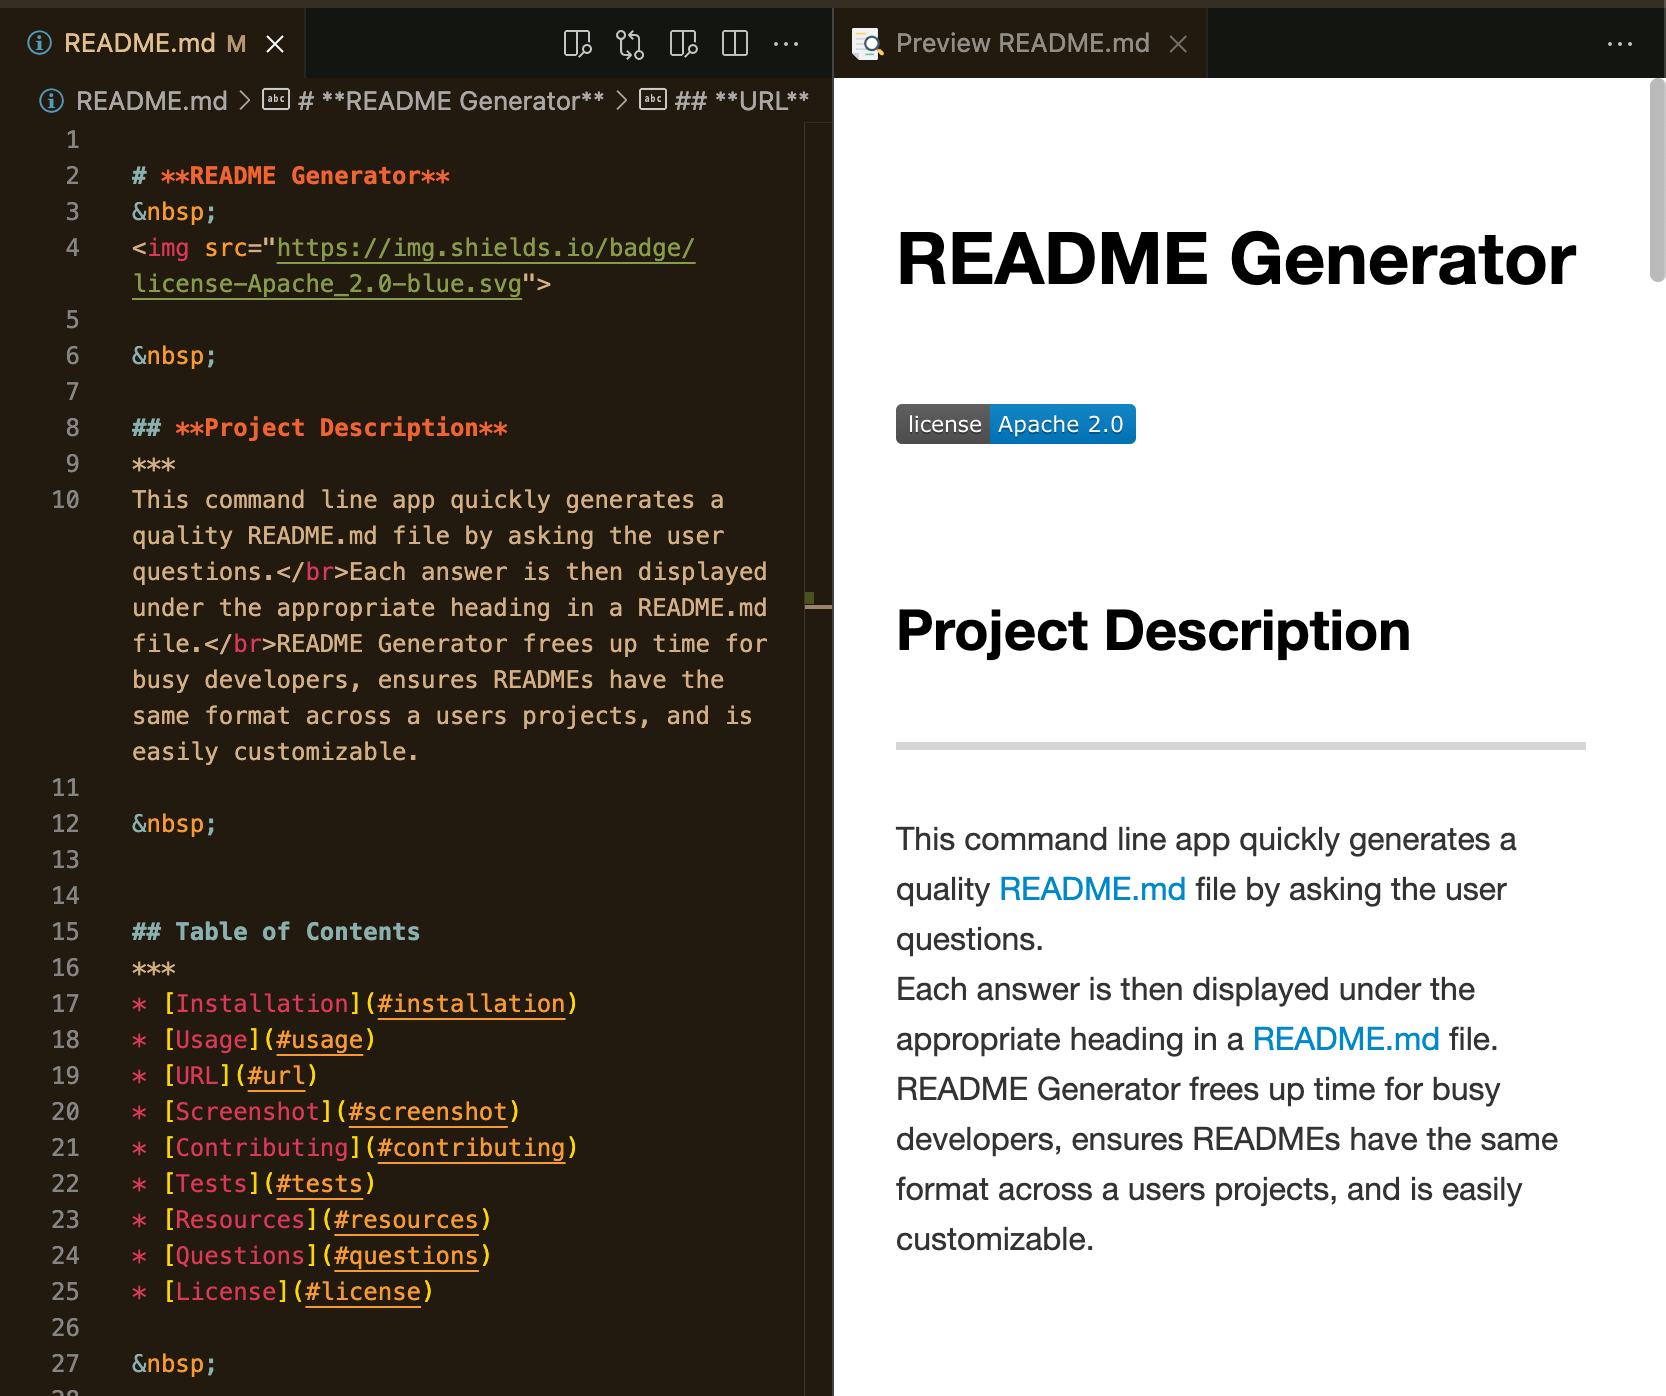 README.md M
README.md > # **README Generator** > ## **URL**
1
2 # **README Generator**
3 &nbsp;
4 <img src="https://img.shields.io/badge/
license-Apache_2.0-blue.svg">
5
6 &nbsp;
7
8 ## **Project Description**
9 ***
10 This command line app quickly generates a
quality README.md file by asking the user
questions.</br>Each answer is then displayed
under the appropriate heading in a README.md
file.</br>README Generator frees up time for
busy developers, ensures READMEs have the
same format across a users projects, and is
easily customizable.
11
12 &nbsp;
13
14
15 ## Table of Contents
16 ***
17 * [Installation](#installation)
18 * [Usage](#usage)
19 * [URL](#url)
20 * [Screenshot](#screenshot)
21 * [Contributing](#contributing)
22 * [Tests](#tests)
23 * [Resources](#resources)
24 * [Questions](#questions)
25 * [License](#license)
26
27 &nbsp;
Preview README.md
README Generator
license Apache 2.0
Project Description
This command line app quickly generates a
quality README.md file by asking the user
questions.
Each answer is then displayed under the
appropriate heading in a README.md file.
README Generator frees up time for busy
developers, ensures READMEs have the same
format across a users projects, and is easily
customizable.